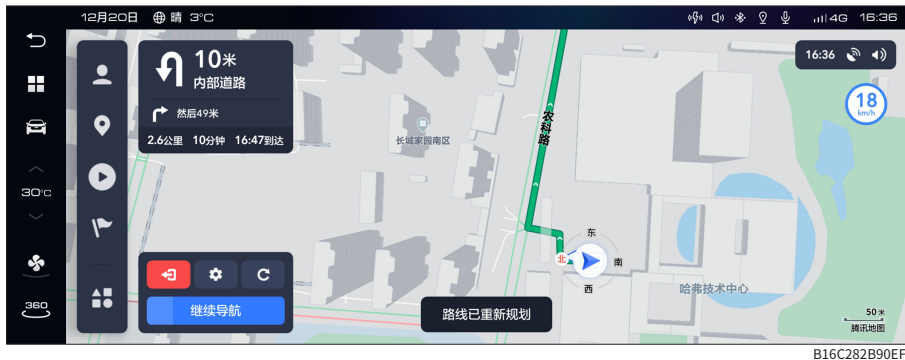 12月20日 晴 3°C
4G 16:36
10米
内部道路
然后49米
2.6公里 10分钟 16:47到达
16:36
18
km/h
农科路
长城家园南区
30°C
东
北
南
西
哈弗技术中心
360
继续导航
路线已重新规划
50米
腾讯地图
B16C282B90EF